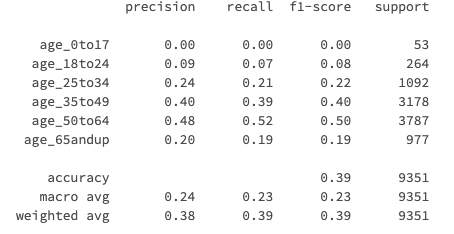 precision recall f1-score support
age_0to17 0.00 0.00 0.00 53
age_18to24 0.09 0.07 0.08 264
age_25to34 0.24 0.21 0.22 1092
age_35to49 0.40 0.39 0.40 3178
age_50to64 0.48 0.52 0.50 3787
age_65andup 0.20 0.19 0.19 977
accuracy 0.39 9351
macro avg 0.24 0.23 0.23 9351
weighted avg 0.38 0.39 0.39 9351